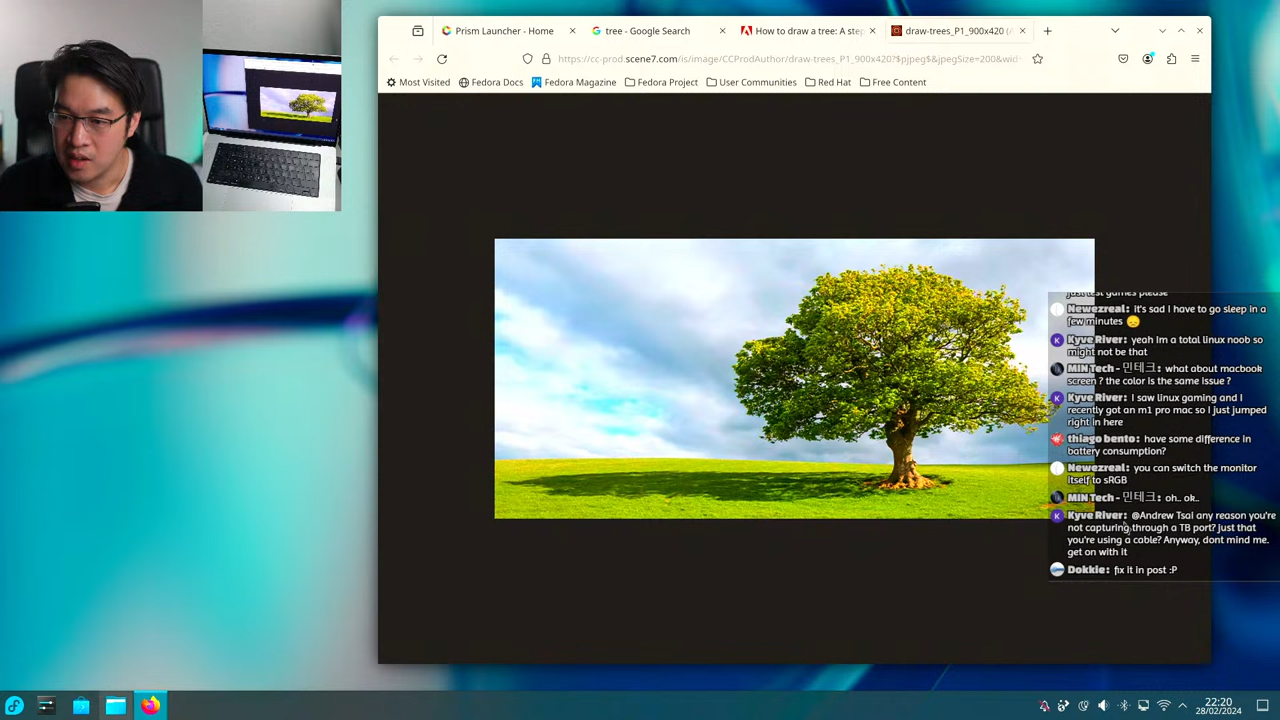 Prism Launcher - Home
tree - Google Search
How to draw a tree: A step
draw-trees_P1_900x420 (
https://cc-prod.scene7.com/is/image/CCProdAuthor/draw-trees_P1_900x420?$pjpeg$&jpegSize=200&wid
Most Visited
Fedora Docs
Fedora Magazine
Fedora Project
User Communities
Red Hat
Free Content
just test games please
Newezreal: it's sad I have to go sleep in a
few minutes 😞
Kyve River: yeah im a total linux noob so
might not be that
MIN Tech - 민테크: what about macbook
screen ? the color is the same issue ?
Kyve River: I saw linux gaming and I
recently got an m1 pro mac so I just jumped
right in here
thiago bento: have some difference in
battery consumption?
Newezreal: you can switch the monitor
itself to sRGB
MIN Tech - 민테크: oh.. ok..
Kyve River: @Andrew Tsai any reason you're
not capturing through a TB port? just that
you're using a cable? Anyway, dont mind me.
get on with it
Dokkie: fix it in post :P
22:20
28/02/2024